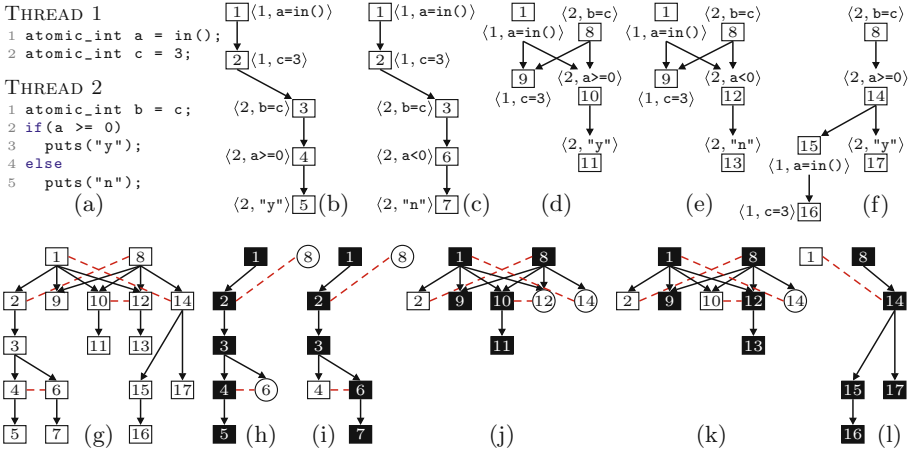 THREAD 1
1 atomic_int a = in();
2 atomic_int c = 3;
THREAD 2
1 atomic_int b = c;
2 if(a >= 0)
3 puts("y");
4 else
5 puts("n");
(a)
1 ⟨1, a=in()⟩
2 ⟨1, c=3⟩
⟨2, b=c⟩ 3
⟨2, a>=0⟩ 4
⟨2, "y"⟩ 5
(b)
1 ⟨1, a=in()⟩
2 ⟨1, c=3⟩
⟨2, b=c⟩ 3
⟨2, a<0⟩ 6
⟨2, "n"⟩ 7
(c)
1 ⟨2, b=c⟩
⟨1, a=in()⟩ 8
9 ⟨2, a>=0⟩
⟨1, c=3⟩ 10
⟨2, "y"⟩
11
(d)
1 ⟨2, b=c⟩
⟨1, a=in()⟩ 8
9 ⟨2, a<0⟩
⟨1, c=3⟩ 12
⟨2, "n"⟩
13
(e)
⟨2, b=c⟩
8
⟨2, a>=0⟩
14
15 ⟨2, "y"⟩
⟨1, a=in()⟩ 17
⟨1, c=3⟩ 16
(f)
1 8
2 9 10 12 14
3 11 13
4 6 15 17
5 7 16
(g)
1 8
2
3
4 6
5
(h)
1 8
2
3
4 6
7
(i)
1 8
2 9 10 12 14
11
(j)
1 8
2 9 10 12 14
13
(k)
1 8
14
15 17
16
(l)